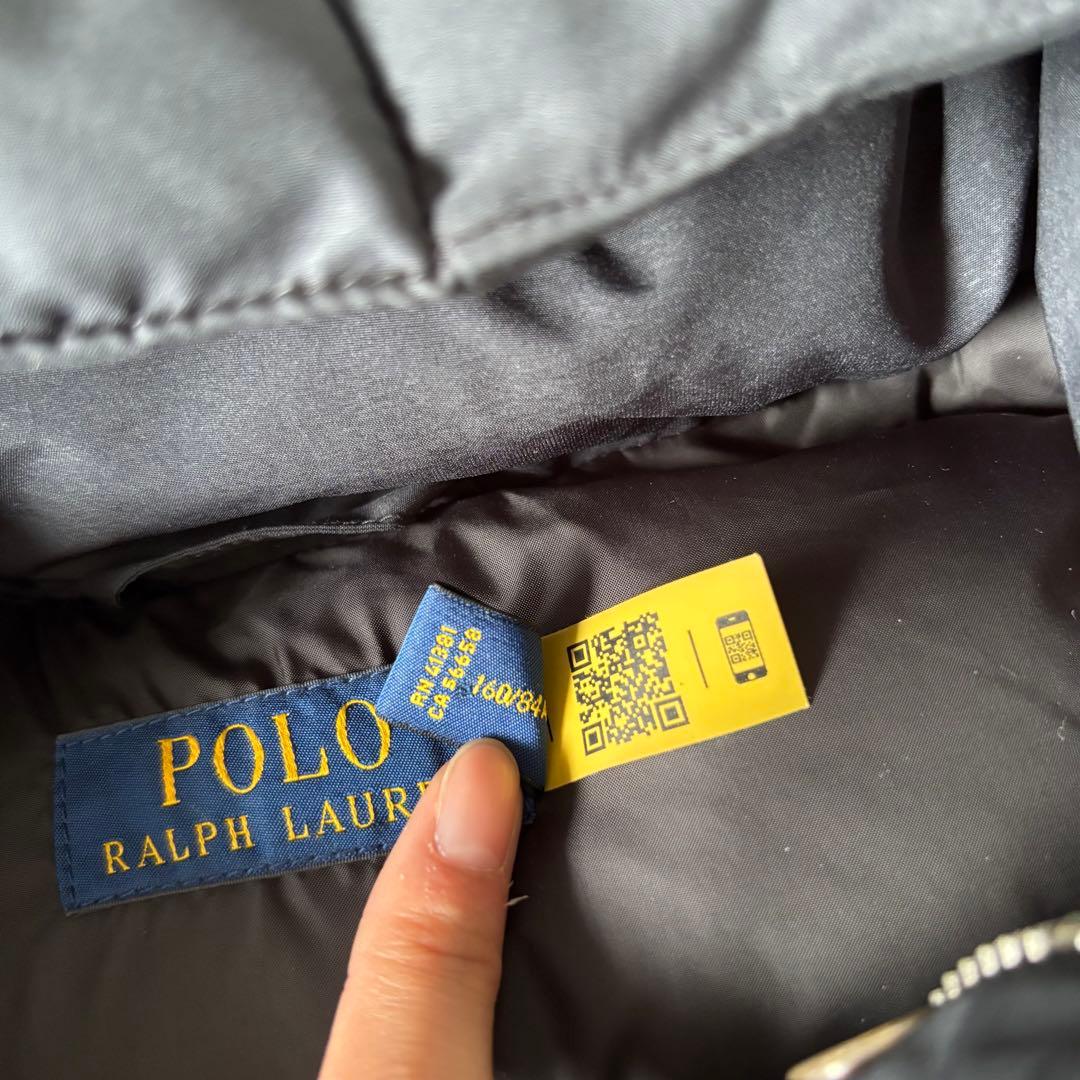 POLO
RALPH LAUR
RN 41381
CA 56658
160/84